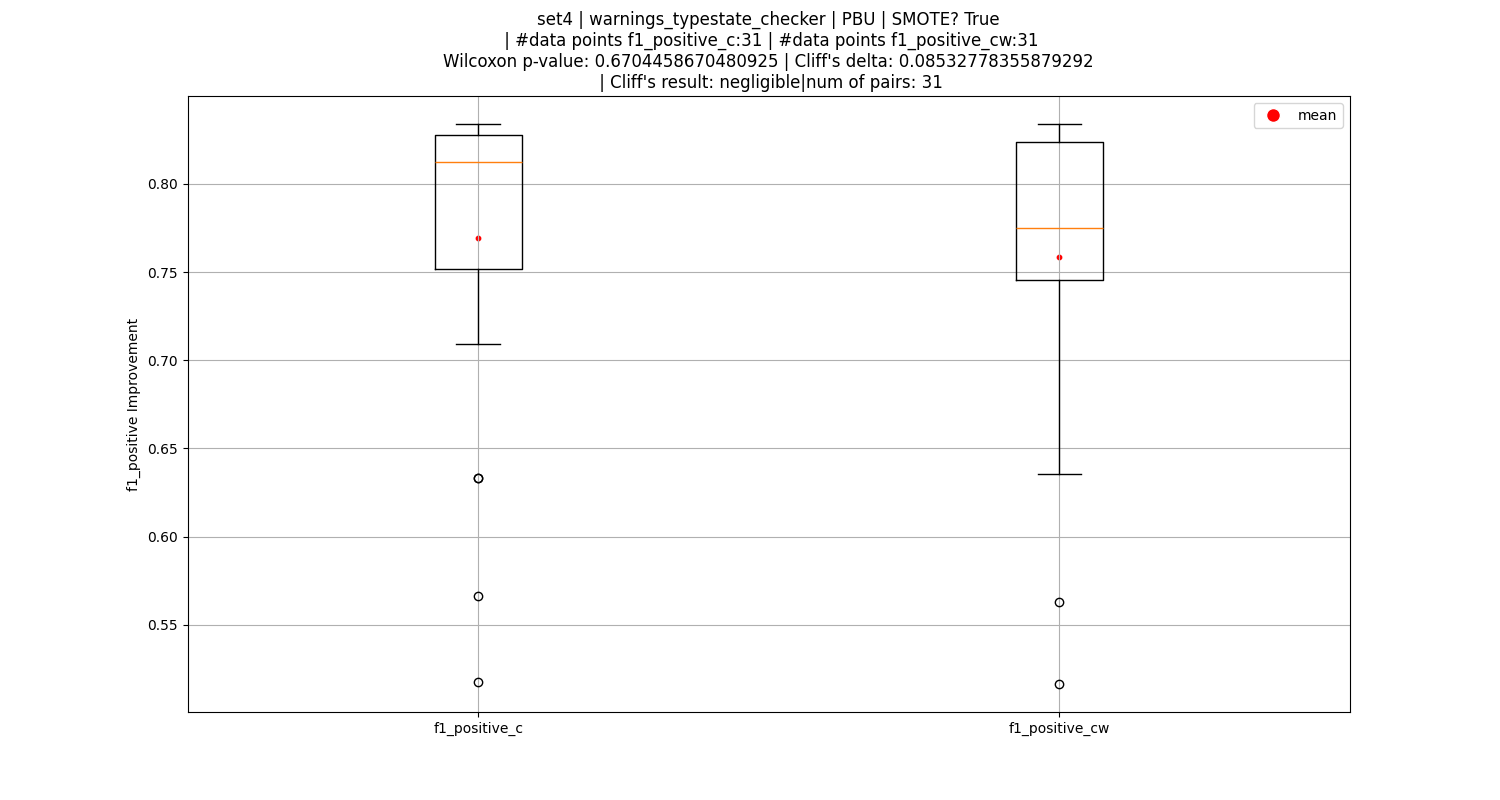 set4 | warnings_typestate_checker | PBU | SMOTE? True
| #data points f1_positive_c:31 | #data points f1_positive_cw:31
Wilcoxon p-value: 0.6704458670480925 | Cliff's delta: 0.08532778355879292
| Cliff's result: negligible|num of pairs: 31
mean
0.80
0.75
0.70
0.65
0.60
0.55
f1_positive Improvement
f1_positive_c
f1_positive_cw